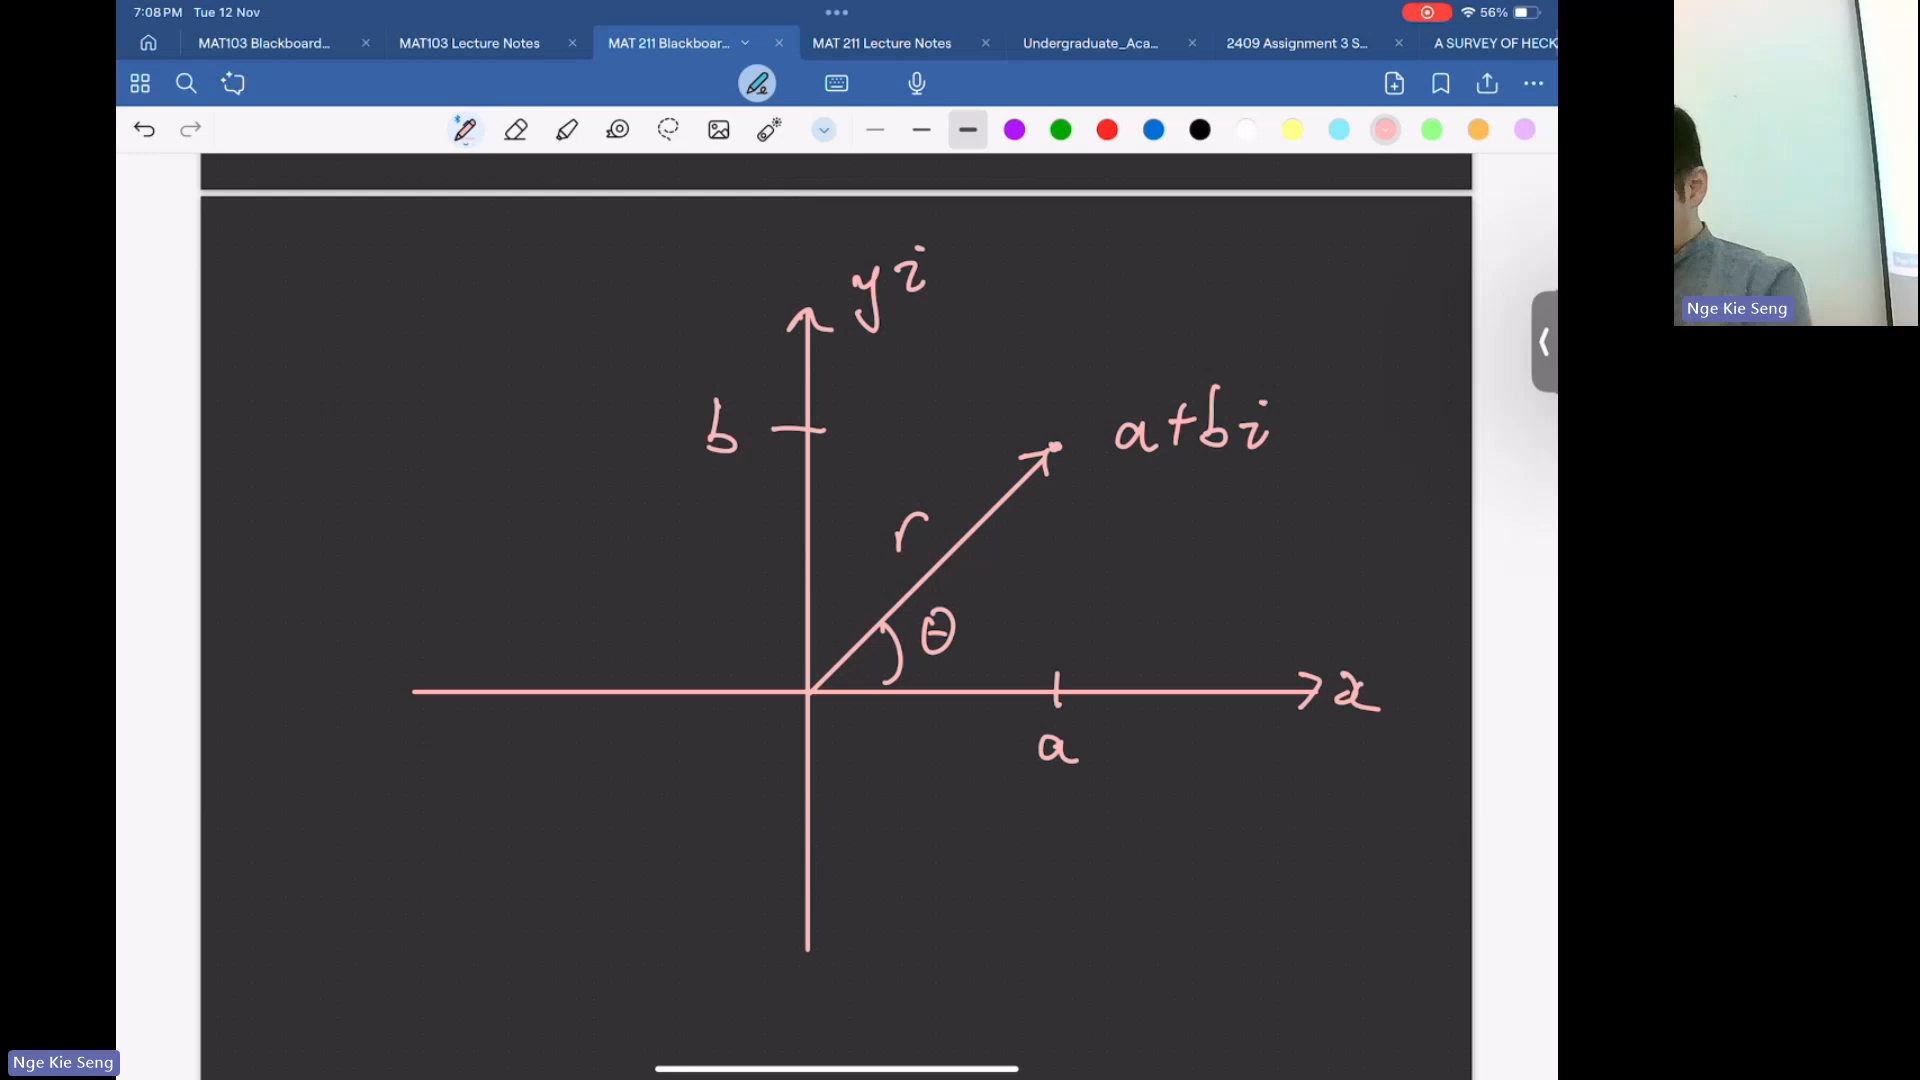 7:08 PM Tue 12 Nov
56%
MAT103 Blackboard...
MAT103 Lecture Notes
MAT 211 Blackboar...
MAT 211 Lecture Notes
Undergraduate_Aca...
2409 Assignment 3 S...
A SURVEY OF HECK
yi
b
a+bi
r
θ
x
a
Nge Kie Seng
Nge Kie Seng